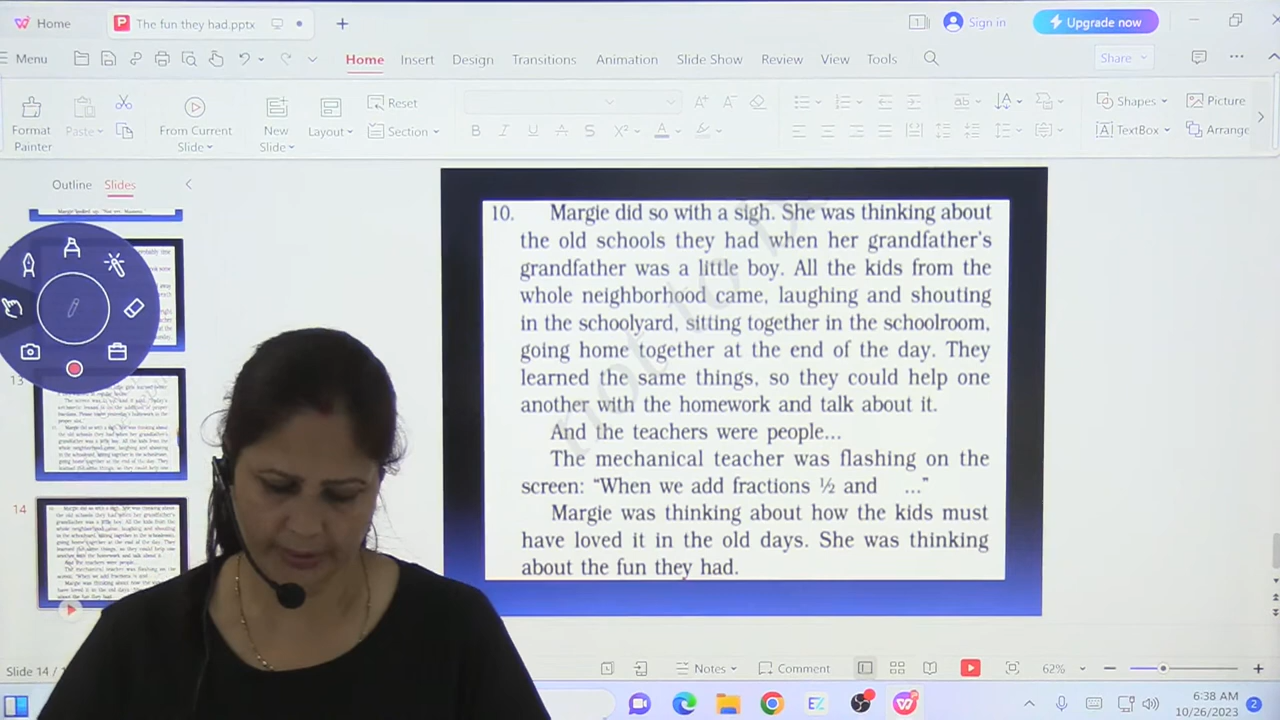 Home
The fun they had.pptx
Sign in
Upgrade now
Menu
Home Insert Design Transitions Animation Slide Show Review View Tools
Share
Format Painter
Paste
From Current Slide
New Slide
Layout
Reset
Section
Shapes
Picture
TextBox
Arrange
Outline Slides
13
14
10. Margie did so with a sigh. She was thinking about
the old schools they had when her grandfather's
grandfather was a little boy. All the kids from the
whole neighborhood came, laughing and shouting
in the schoolyard, sitting together in the schoolroom,
going home together at the end of the day. They
learned the same things, so they could help one
another with the homework and talk about it.
And the teachers were people...
The mechanical teacher was flashing on the
screen: “When we add fractions ½ and ...”
Margie was thinking about how the kids must
have loved it in the old days. She was thinking
about the fun they had.
Slide 14 /
Notes
Comment
62%
6:38 AM
10/26/2023
2